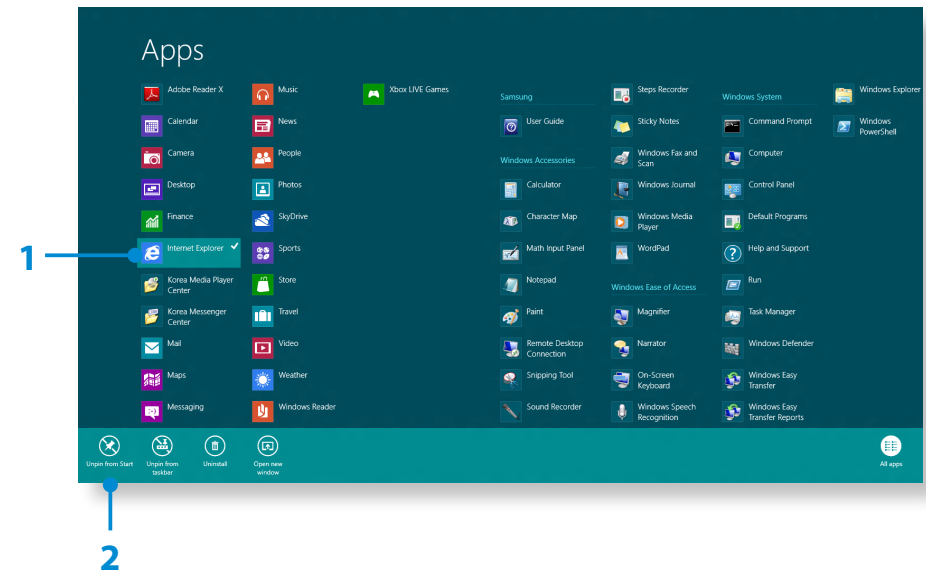 Apps
Adobe Reader X
Calendar
Camera
Desktop
Finance
Internet Explorer
Korea Media Player
Center
Korea Messenger
Center
Mail
Maps
Messaging
Music
News
People
Photos
SkyDrive
Sports
Store
Travel
Video
Weather
Windows Reader
Xbox LIVE Games
Samsung
User Guide
Windows Accessories
Calculator
Character Map
Math Input Panel
Notepad
Paint
Remote Desktop
Connection
Snipping Tool
Sound Recorder
Steps Recorder
Sticky Notes
Windows Fax and
Scan
Windows Journal
Windows Media
Player
WordPad
Windows Ease of Access
Magnifier
Narrator
On-Screen
Keyboard
Windows Speech
Recognition
Windows System
Command Prompt
Computer
Control Panel
Default Programs
Help and Support
Run
Task Manager
Windows Defender
Windows Easy
Transfer
Windows Easy
Transfer Reports
Windows Explorer
Windows
PowerShell
1
Unpin from Start
Unpin from
taskbar
Uninstall
Open new
window
All apps
2